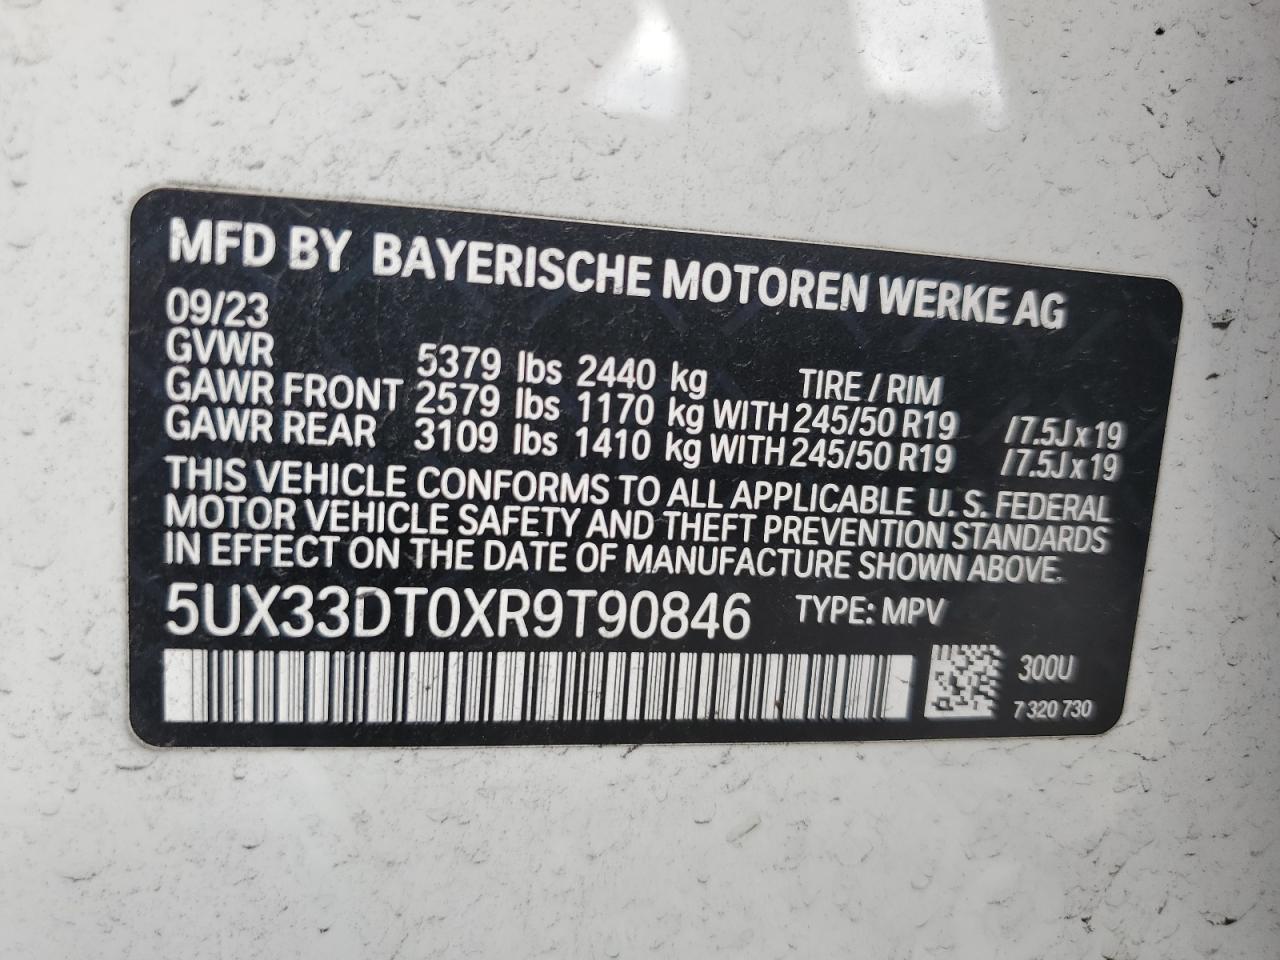 MFD BY BAYERISCHE MOTOREN WERKE AG
09/23
GVWR 5379 lbs 2440 kg TIRE / RIM
GAWR FRONT 2579 lbs 1170 kg WITH 245/50 R19 / 7.5J x 19
GAWR REAR 3109 lbs 1410 kg WITH 245/50 R19 / 7.5J x 19
THIS VEHICLE CONFORMS TO ALL APPLICABLE U. S. FEDERAL
MOTOR VEHICLE SAFETY AND THEFT PREVENTION STANDARDS
IN EFFECT ON THE DATE OF MANUFACTURE SHOWN ABOVE.
5UX33DT0XR9T90846 TYPE: MPV
300U
7 320 730